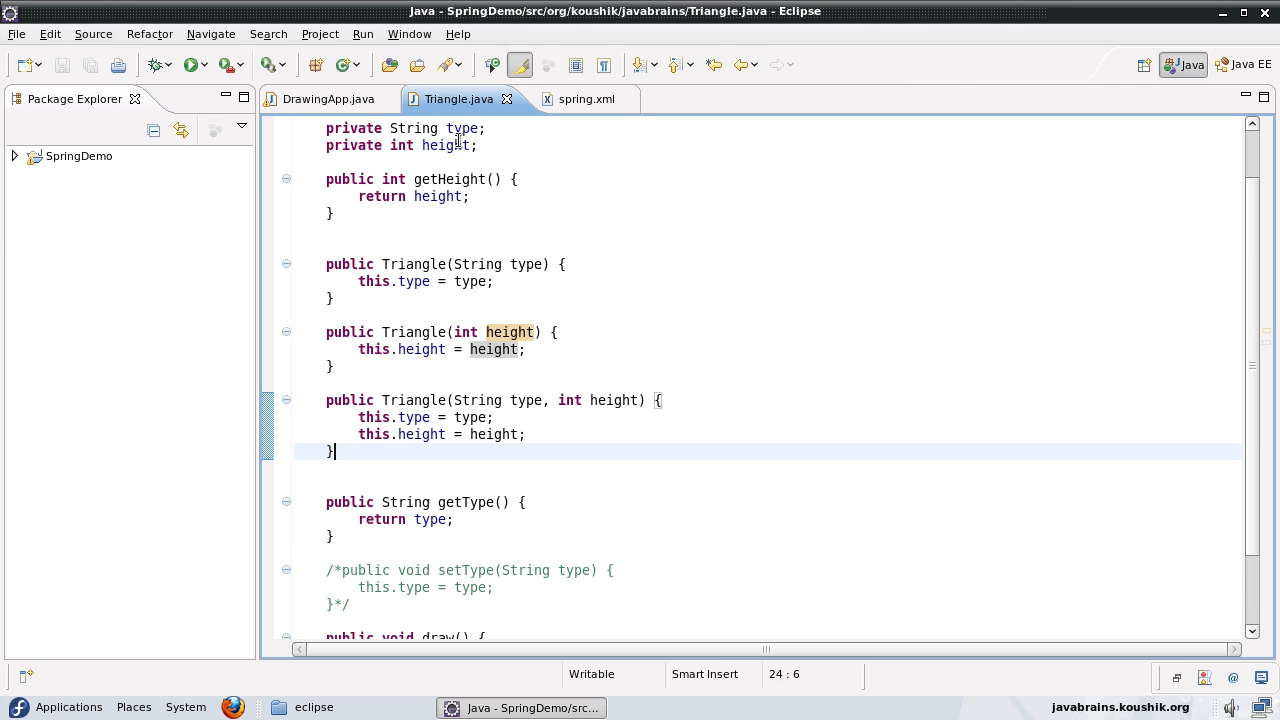 Java - SpringDemo/src/org/koushik/javabrains/Triangle.java - Eclipse
File Edit Source Refactor Navigate Search Project Run Window Help
Java Java EE
Package Explorer DrawingApp.java Triangle.java spring.xml
SpringDemo
private String type;
private int height;
public int getHeight() {
return height;
}
public Triangle(String type) {
this.type = type;
}
public Triangle(int height) {
this.height = height;
}
public Triangle(String type, int height) {
this.type = type;
this.height = height;
}
public String getType() {
return type;
}
/*public void setType(String type) {
this.type = type;
}*/
public void draw() {
Writable Smart Insert 24 : 6
Applications Places System eclipse Java - SpringDemo/src... javabrains.koushik.org